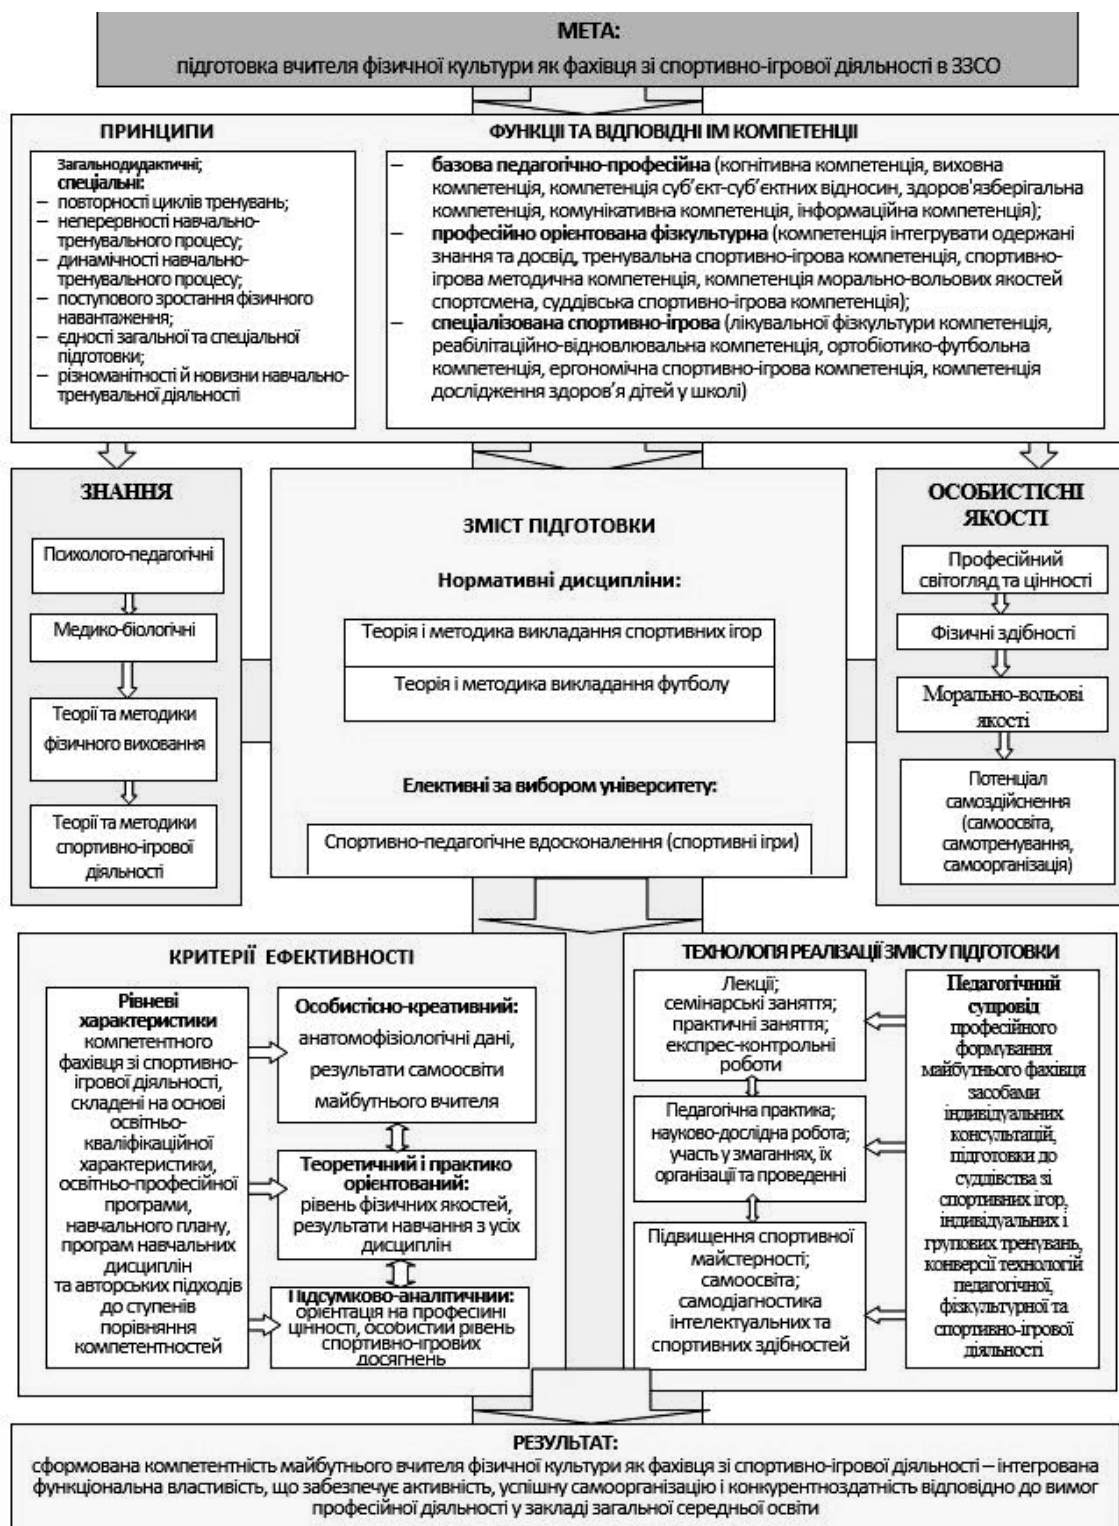 МЕТА:
підготовка вчителя фізичної культури як фахівця зі спортивно-ігрової діяльності в ЗЗСО
ПРИНЦИПИ
Загальнодидактичні;
спеціальні:
– повторності циклів тренувань;
– неперервності навчально-
тренувального процесу;
– динамічності навчально-
тренувального процесу;
– поступового зростання фізичного
навантаження;
– єдності загальної та спеціальної
підготовки;
– різноманітності й новизни навчально-
тренувальної діяльності
ФУНКЦІЇ ТА ВІДПОВІДНІ ЇМ КОМПЕТЕНЦІЇ
– базова педагогічно-професійна (когнітивна компетенція, виховна
компетенція, компетенція суб’єкт-суб’єктних відносин, здоров'язберігальна
компетенція, комунікативна компетенція, інформаційна компетенція);
– професійно орієнтована фізкультурна (компетенція інтегрувати одержані
знання та досвід, тренувальна спортивно-ігрова компетенція, спортивно-
ігрова методична компетенція, компетенція морально-вольових якостей
спортсмена, суддівська спортивно-ігрова компетенція);
– спеціалізована спортивно-ігрова (лікувальної фізкультури компетенція,
реабілітаційно-відновлювальна компетенція, ортобіотико-футбольна
компетенція, ергономічна спортивно-ігрова компетенція, компетенція
дослідження здоров’я дітей у школі)
ЗНАННЯ
Психолого-педагогічні
Медико-біологічні
Теорії та методики
фізичного виховання
Теорії та методики
спортивно-ігрової
діяльності
ЗМІСТ ПІДГОТОВКИ
Нормативні дисципліни:
Теорія і методика викладання спортивних ігор
Теорія і методика викладання футболу
Елективні за вибором університету:
Спортивно-педагогічне вдосконалення (спортивні ігри)
ОСОБИСТІСНІ
ЯКОСТІ
Професійний
світогляд та цінності
Фізичні здібності
Морально-вольові
якості
Потенціал
самоздійснення
(самоосвіта,
самотренування,
самоорганізація)
КРИТЕРІЇ ЕФЕКТИВНОСТІ
Рівневі
характеристики
компетентного
фахівця зі спортивно-
ігрової діяльності,
складені на основі
освітньо-
кваліфікаційної
характеристики,
освітньо-професійної
програми,
навчального плану,
програм навчальних
дисциплін
та авторських підходів
до ступенів
порівняння
компетентностей
Особистісно-креативний:
анатомофізіологічні дані,
результати самоосвіти
майбутнього вчителя
Теоретичний і практико
орієнтований:
рівень фізичних якостей,
результати навчання з усіх
дисциплін
Підсумково-аналітичний:
орієнтація на професійні
цінності, особистий рівень
спортивно-ігрових
досягнень
ТЕХНОЛОГІЯ РЕАЛІЗАЦІЇ ЗМІСТУ ПІДГОТОВКИ
Лекції;
семінарські заняття;
практичні заняття;
експрес-контрольні
роботи
Педагогічна практика;
науково-дослідна робота;
участь у змаганнях, їх
організації та проведенні
Підвищення спортивної
майстерності;
самоосвіта;
самодіагностика
інтелектуальних та
спортивних здібностей
Педагогічний
супровід
професійного
формування
майбутнього фахівця
засобами
індивідуальних
консультацій,
підготовки до
суддівства зі
спортивних ігор,
індивідуальних і
групових тренувань,
конверсії технологій
педагогічної,
фізкультурної та
спортивно-ігрової
діяльності
РЕЗУЛЬТАТ:
сформована компетентність майбутнього вчителя фізичної культури як фахівця зі спортивно-ігрової діяльності – інтегрована
функціональна властивість, що забезпечує активність, успішну самоорганізацію і конкурентноздатність відповідно до вимог
професійної діяльності у закладі загальної середньої освіти